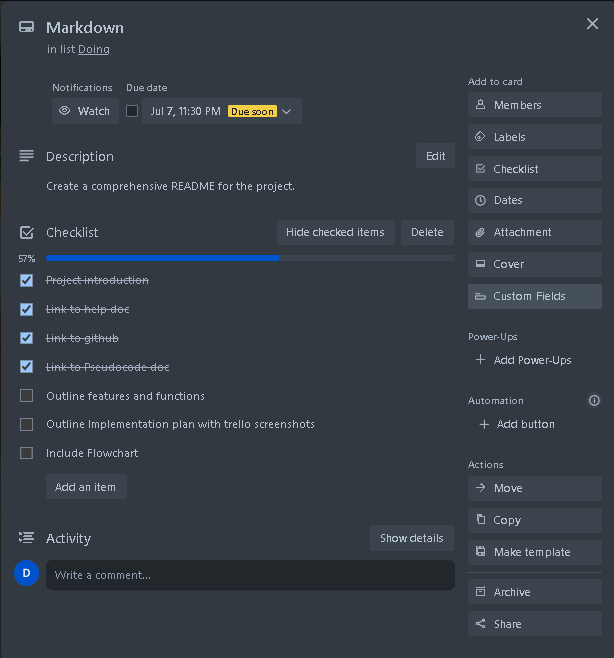 Markdown
in list Doing
Notifications
Watch
Due date
Jul 7, 11:30 PM Due soon
Description
Edit
Create a comprehensive README for the project.
Checklist
Hide checked items
Delete
57%
Project introduction
Link to help doc
Link to github
Link to Pseudocode doc
Outline features and functions
Outline Implementation plan with trello screenshots
Include Flowchart
Add an item
Activity
Show details
D
Write a comment...
Add to card
Members
Labels
Checklist
Dates
Attachment
Cover
Custom Fields
Power-Ups
Add Power-Ups
Automation
Add button
Actions
Move
Copy
Make template
Archive
Share